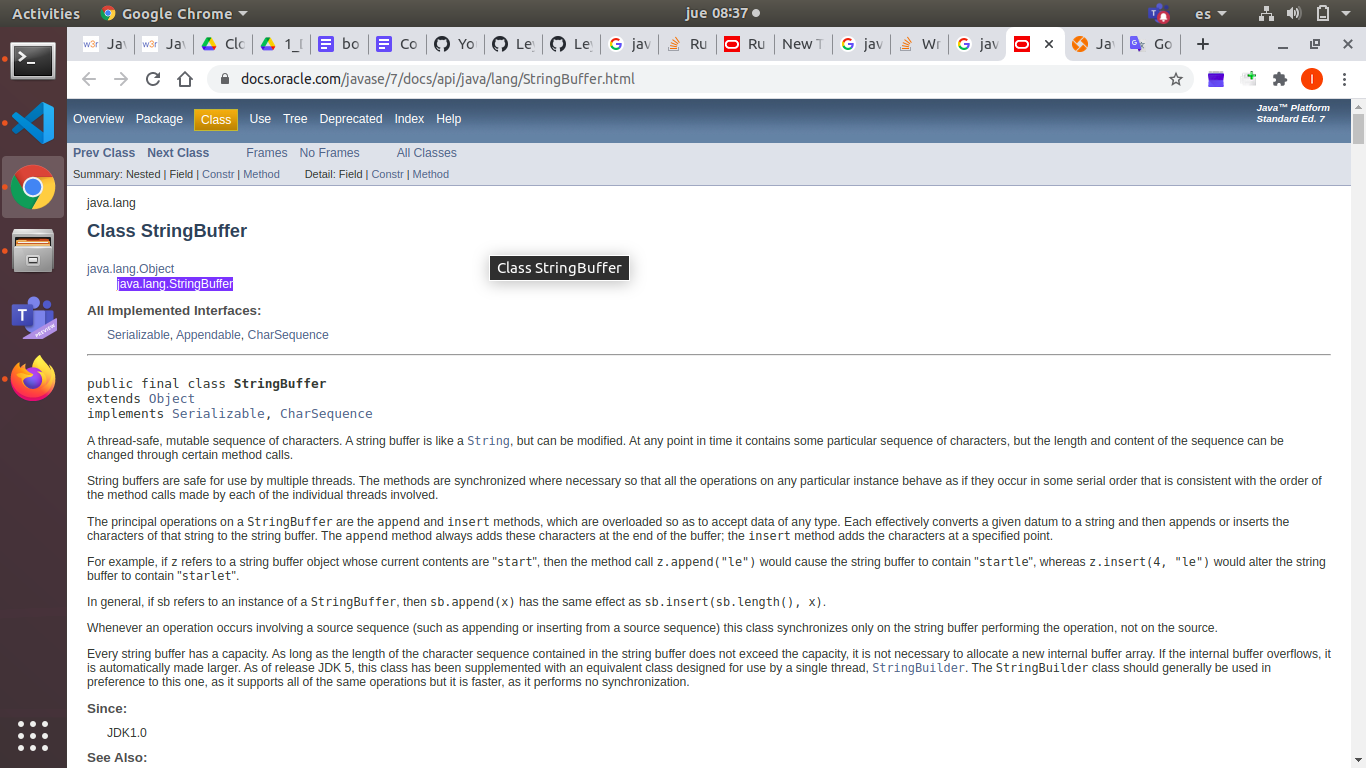 Activities Google Chrome jue 08:37 es
Jav Jav Clo 1_D bo Co Yo Ley Ley jav Ru Ru New T jav Wr jav Jav Go
docs.oracle.com/javase/7/docs/api/java/lang/StringBuffer.html I
Overview Package Class Use Tree Deprecated Index Help
Java™ Platform
Standard Ed. 7
Prev Class Next Class Frames No Frames All Classes
Summary: Nested | Field | Constr | Method Detail: Field | Constr | Method
java.lang
Class StringBuffer
java.lang.Object
Class StringBuffer
java.lang.StringBuffer
All Implemented Interfaces:
Serializable, Appendable, CharSequence
public final class StringBuffer
extends Object
implements Serializable, CharSequence
A thread-safe, mutable sequence of characters. A string buffer is like a String, but can be modified. At any point in time it contains some particular sequence of characters, but the length and content of the sequence can be
changed through certain method calls.
String buffers are safe for use by multiple threads. The methods are synchronized where necessary so that all the operations on any particular instance behave as if they occur in some serial order that is consistent with the order of
the method calls made by each of the individual threads involved.
The principal operations on a StringBuffer are the append and insert methods, which are overloaded so as to accept data of any type. Each effectively converts a given datum to a string and then appends or inserts the
characters of that string to the string buffer. The append method always adds these characters at the end of the buffer; the insert method adds the characters at a specified point.
For example, if z refers to a string buffer object whose current contents are "start", then the method call z.append("le") would cause the string buffer to contain "startle", whereas z.insert(4, "le") would alter the string
buffer to contain "starlet".
In general, if sb refers to an instance of a StringBuffer, then sb.append(x) has the same effect as sb.insert(sb.length(), x).
Whenever an operation occurs involving a source sequence (such as appending or inserting from a source sequence) this class synchronizes only on the string buffer performing the operation, not on the source.
Every string buffer has a capacity. As long as the length of the character sequence contained in the string buffer does not exceed the capacity, it is not necessary to allocate a new internal buffer array. If the internal buffer overflows, it
is automatically made larger. As of release JDK 5, this class has been supplemented with an equivalent class designed for use by a single thread, StringBuilder. The StringBuilder class should generally be used in
preference to this one, as it supports all of the same operations but it is faster, as it performs no synchronization.
Since:
JDK1.0
See Also: